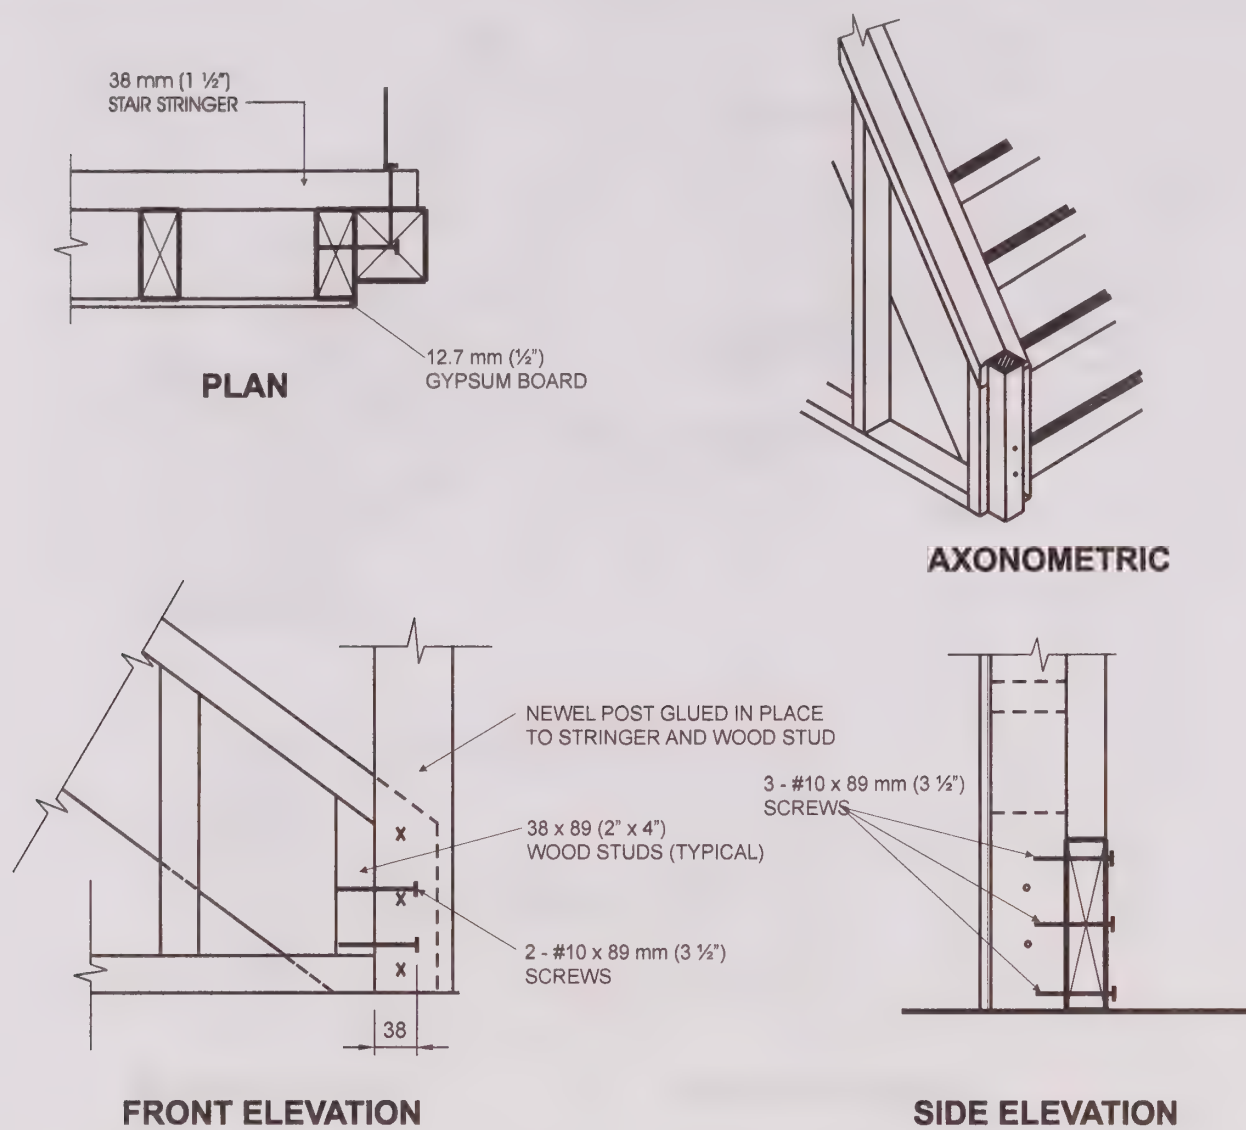 38 mm (1 ½")
STAIR STRINGER
12.7 mm (½")
GYPSUM BOARD
PLAN
AXONOMETRIC
NEWEL POST GLUED IN PLACE
TO STRINGER AND WOOD STUD
38 x 89 (2" x 4")
WOOD STUDS (TYPICAL)
2 - #10 x 89 mm (3 ½")
SCREWS
38
FRONT ELEVATION
3 - #10 x 89 mm (3 ½")
SCREWS
SIDE ELEVATION